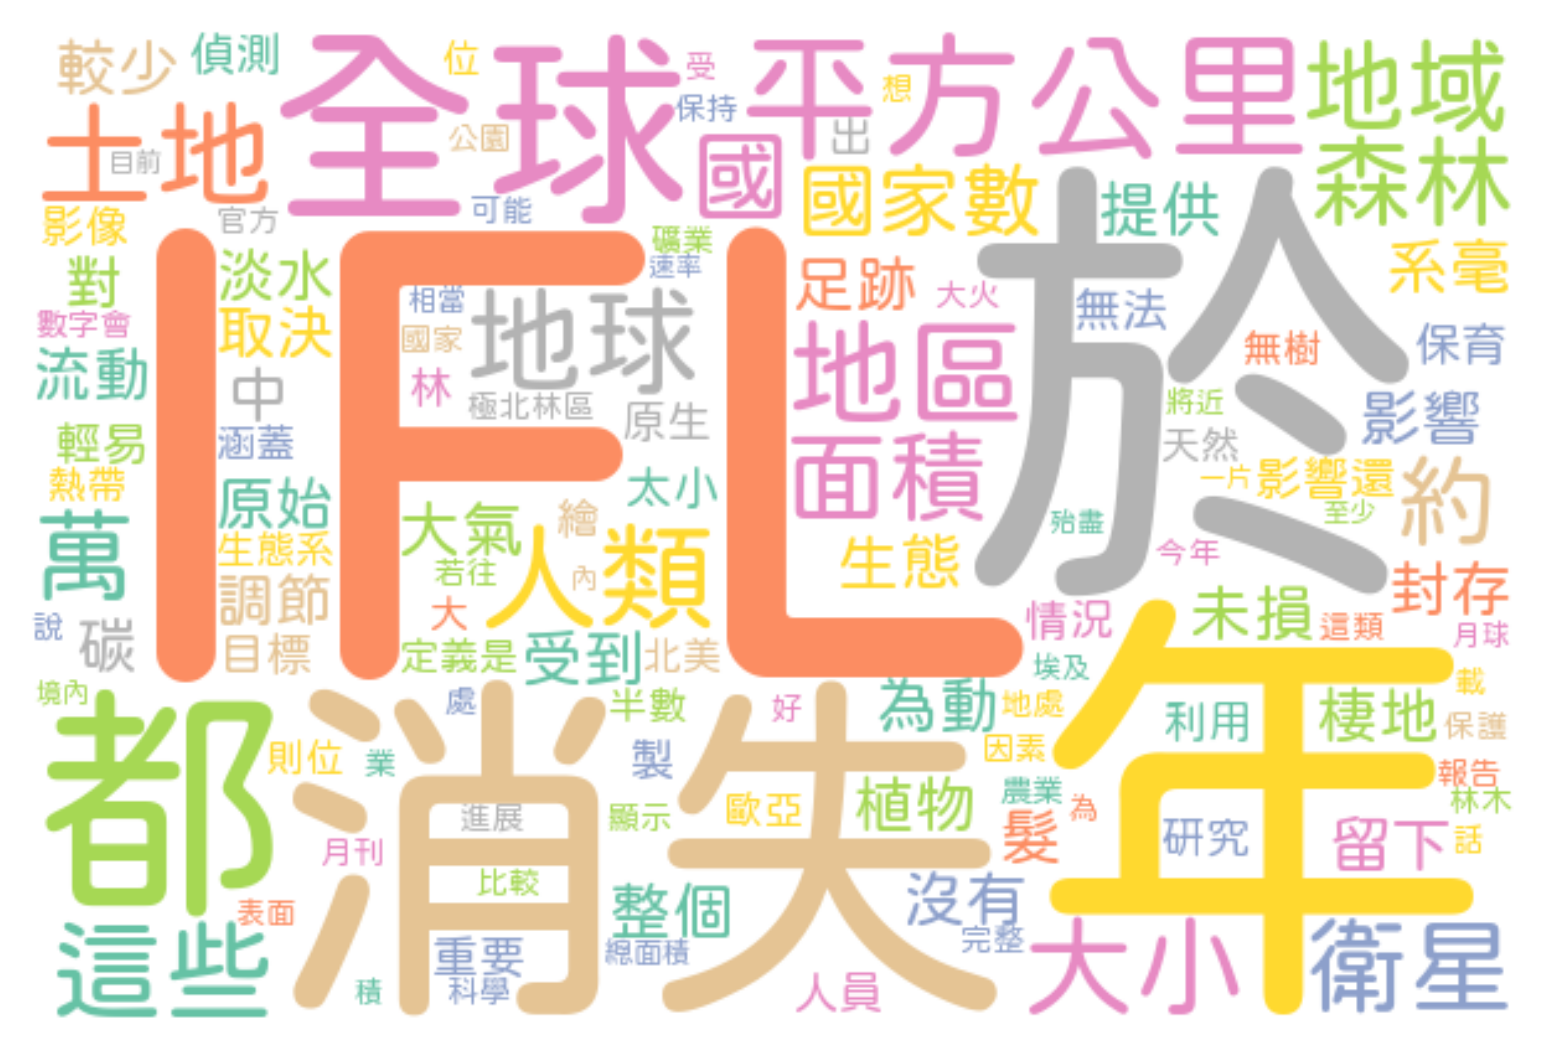 較少
偵測
全球
位
受
平方公里
地域
保持
想
土地
公園
出
目前
國
森林
國家數
提供
影像
官方
可能
IFL
於
礦業
系毫
對
淡水
速率
足跡
大火
數字會
取決
相當
地球
無法
國家
地區
無樹
保育
流動
中
林
極北林區
原生
將近
影響
輕易
涵蓋
面積
天然
熱帶
原始
太小
一片
影響還
約
萬
大氣
繪
殆盡
至少
生態系
人類
生態
今年
若往
內
調節
封存
說
碳
大
未損
情況
這類
月球
目標
定義是
受到
北美
年
埃及
境內
都
消失
處
半數
好
為動
地處
載
利用
棲地
保護
則位
業
製
因素
報告
歐亞
植物
農業
林木
進展
顯示
為
髮
研究
留下
話
月刊
比較
表面
整個
沒有
這些
重要
總面積
完整
大小
衛星
積
科學
人員